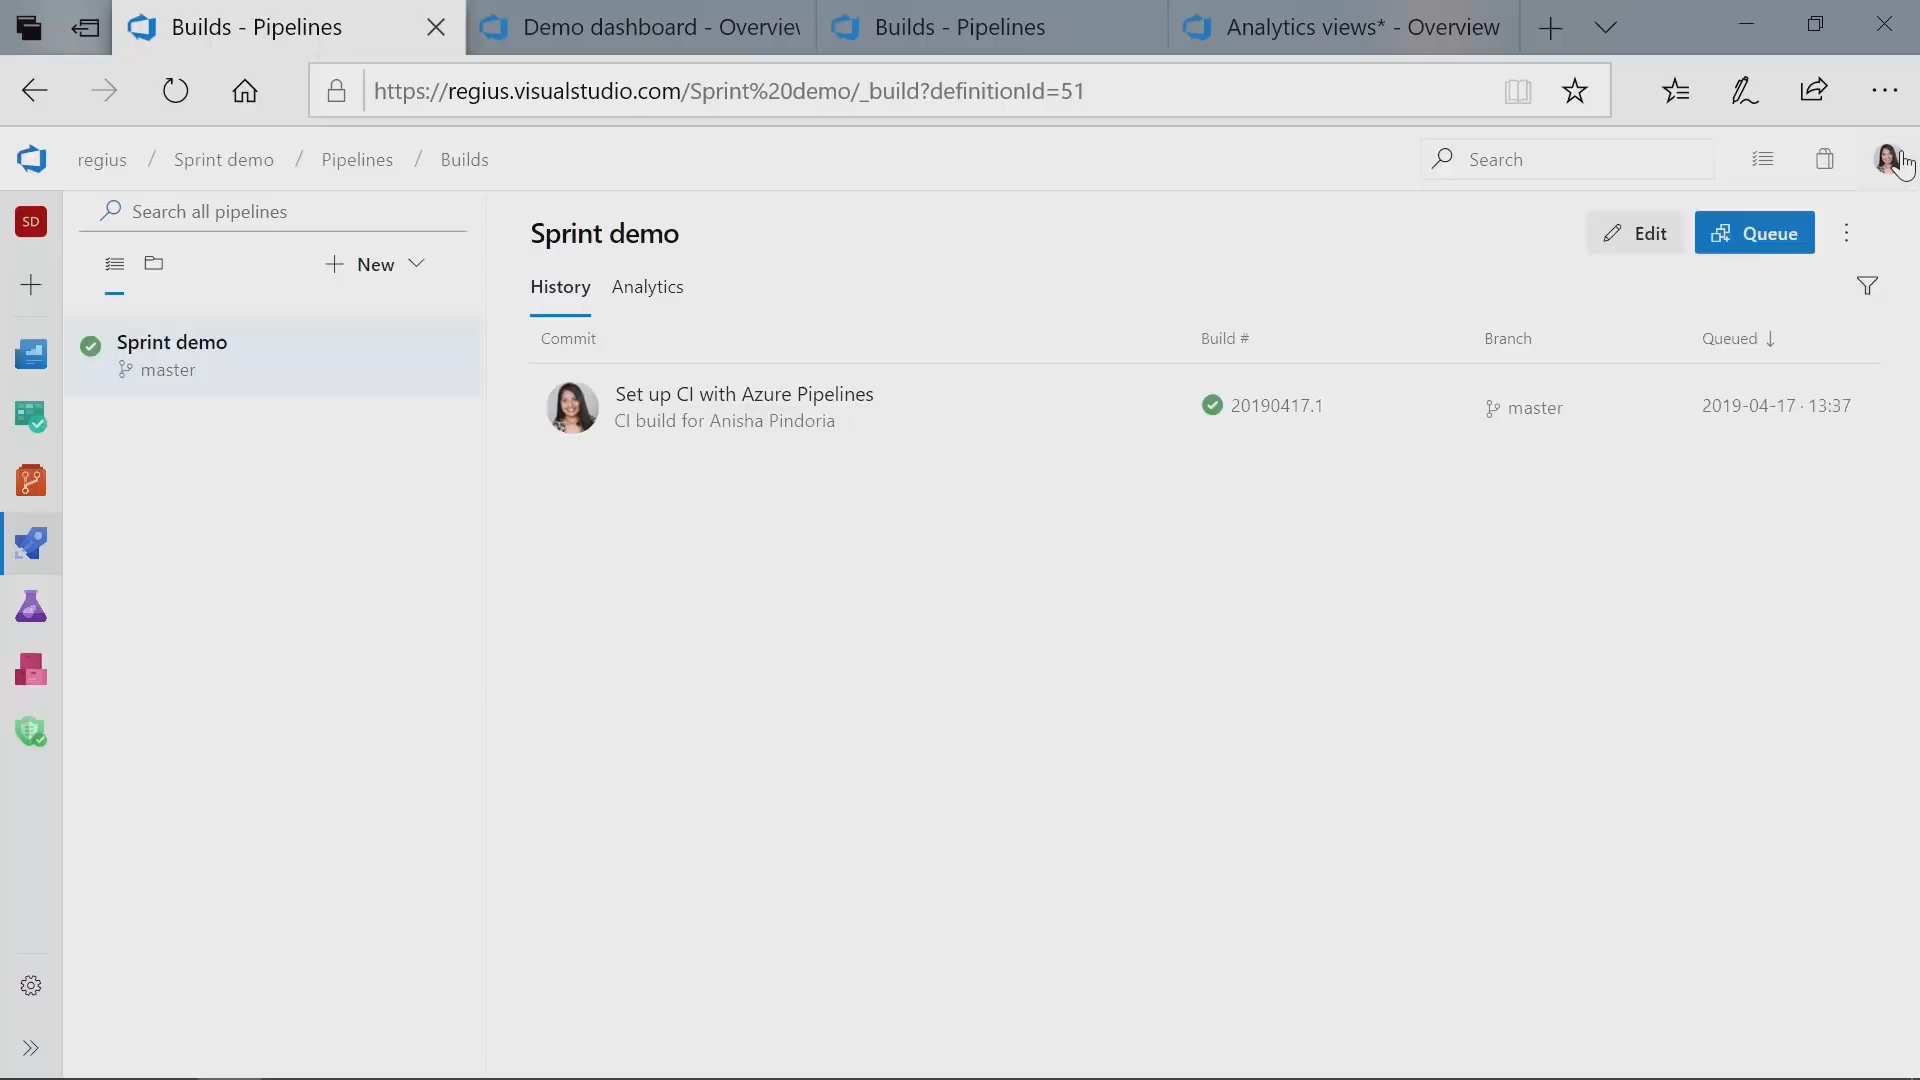 Builds - Pipelines
Demo dashboard - Overview
Builds - Pipelines
Analytics views* - Overview
https://regius.visualstudio.com/Sprint%20demo/_build?definitionId=51
regius / Sprint demo / Pipelines / Builds
Search
SD
Search all pipelines
New
Sprint demo
master
Sprint demo
Edit
Queue
History
Analytics
Commit
Build #
Branch
Queued
Set up CI with Azure Pipelines
CI build for Anisha Pindoria
20190417.1
master
2019-04-17 · 13:37